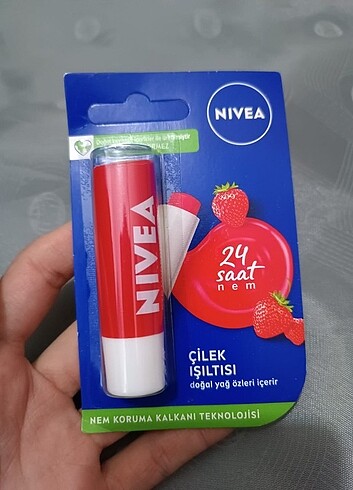 NIVEA
NIVEA
24
saat
nem
ÇİLEK
IŞILTISI
doğal yağ özleri içerir
NEM KORUMA KALKANI TEKNOLOJİSİ